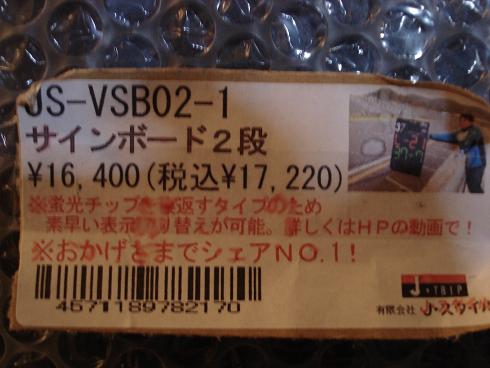 JS-VSB02-1
サインボード2段
¥16,400(税込¥17,220)
※蛍光チップを裏返すタイプのため
素早い表示切り替えが可能。詳しくはHPの動画で!
※おかげさまでシェアNO.1!
4571189782170
J-TRIP
有限会社 J-スタイル